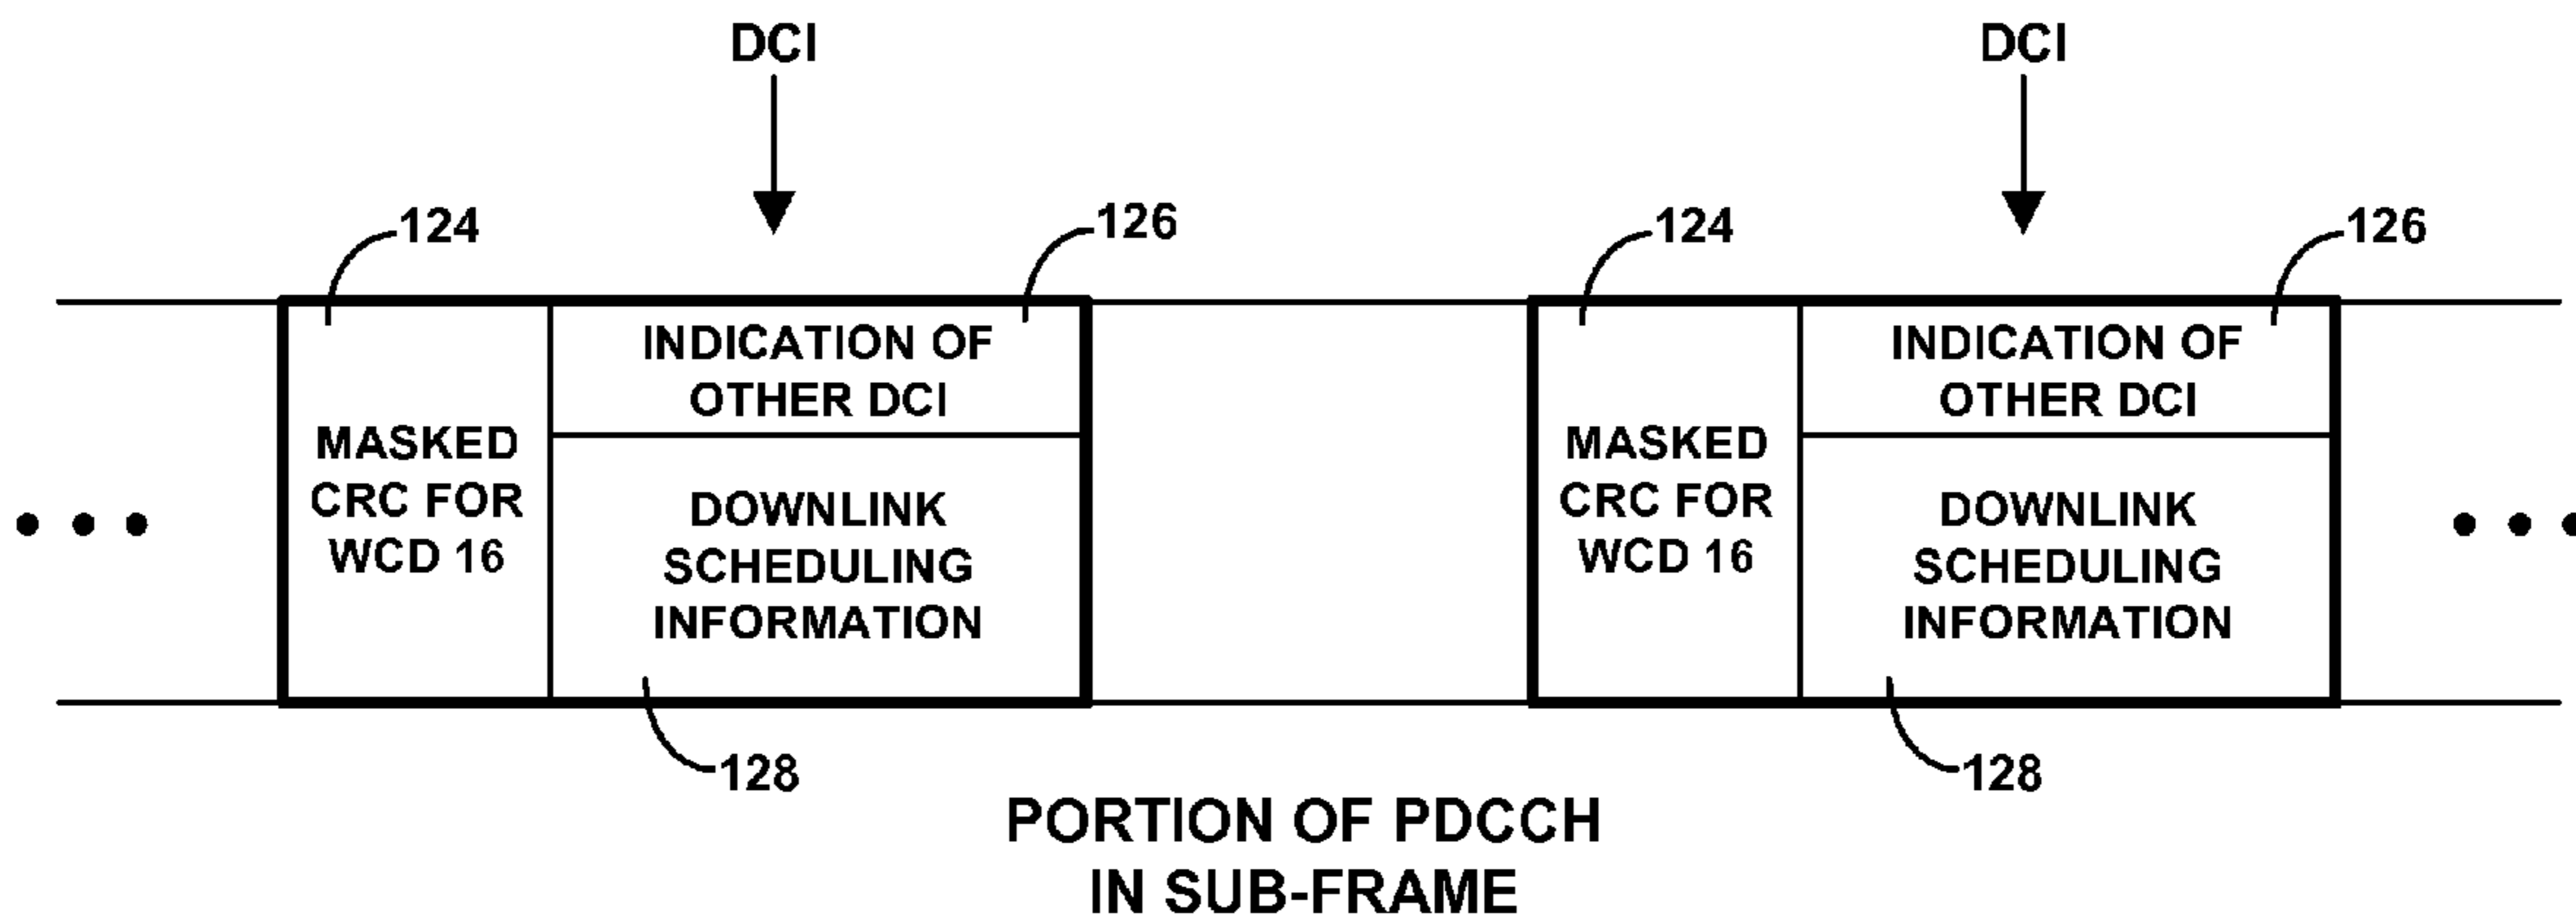 DCI
DCI
124
126
124
126
INDICATION OF
OTHER DCI
MASKED
CRC FOR
WCD 16
DOWNLINK
SCHEDULING
INFORMATION
INDICATION OF
OTHER DCI
MASKED
CRC FOR
WCD 16
DOWNLINK
SCHEDULING
INFORMATION
128
128
PORTION OF PDCCH
IN SUB-FRAME